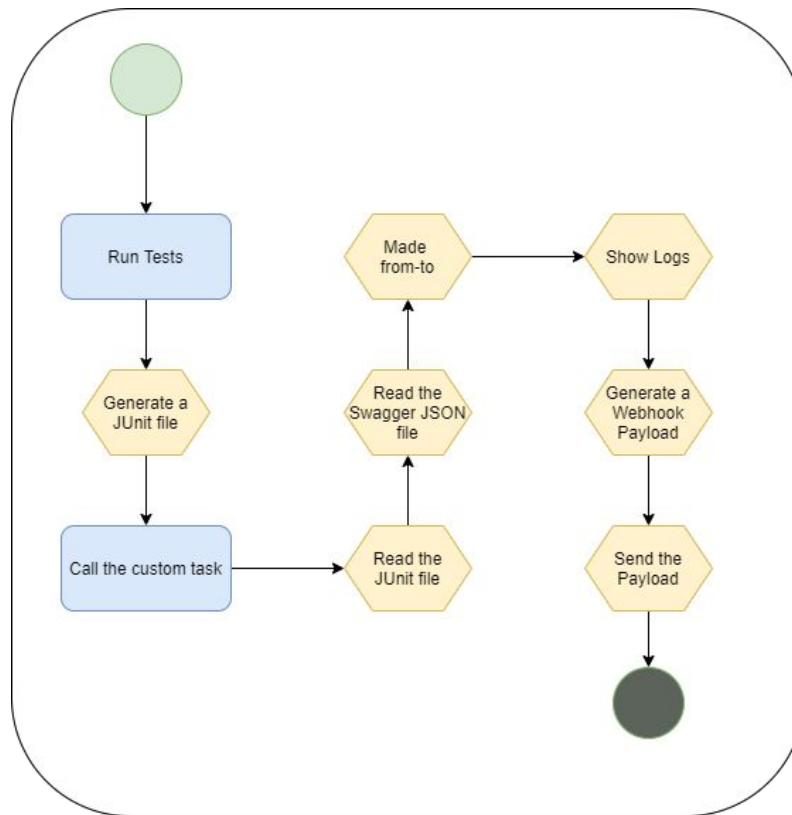 Run Tests
Generate a
JUnit file
Call the custom task
Read the
JUnit file
Read the
Swagger JSON
file
Made
from-to
Show Logs
Generate a
Webhook
Payload
Send the
Payload